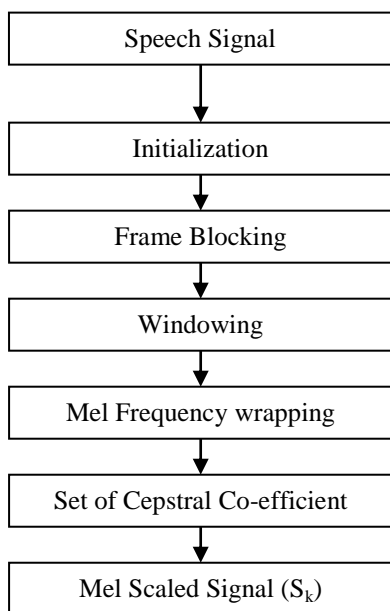 Speech Signal
Initialization
Frame Blocking
Windowing
Mel Frequency wrapping
Set of Cepstral Co-efficient
Mel Scaled Signal (Sₖ)